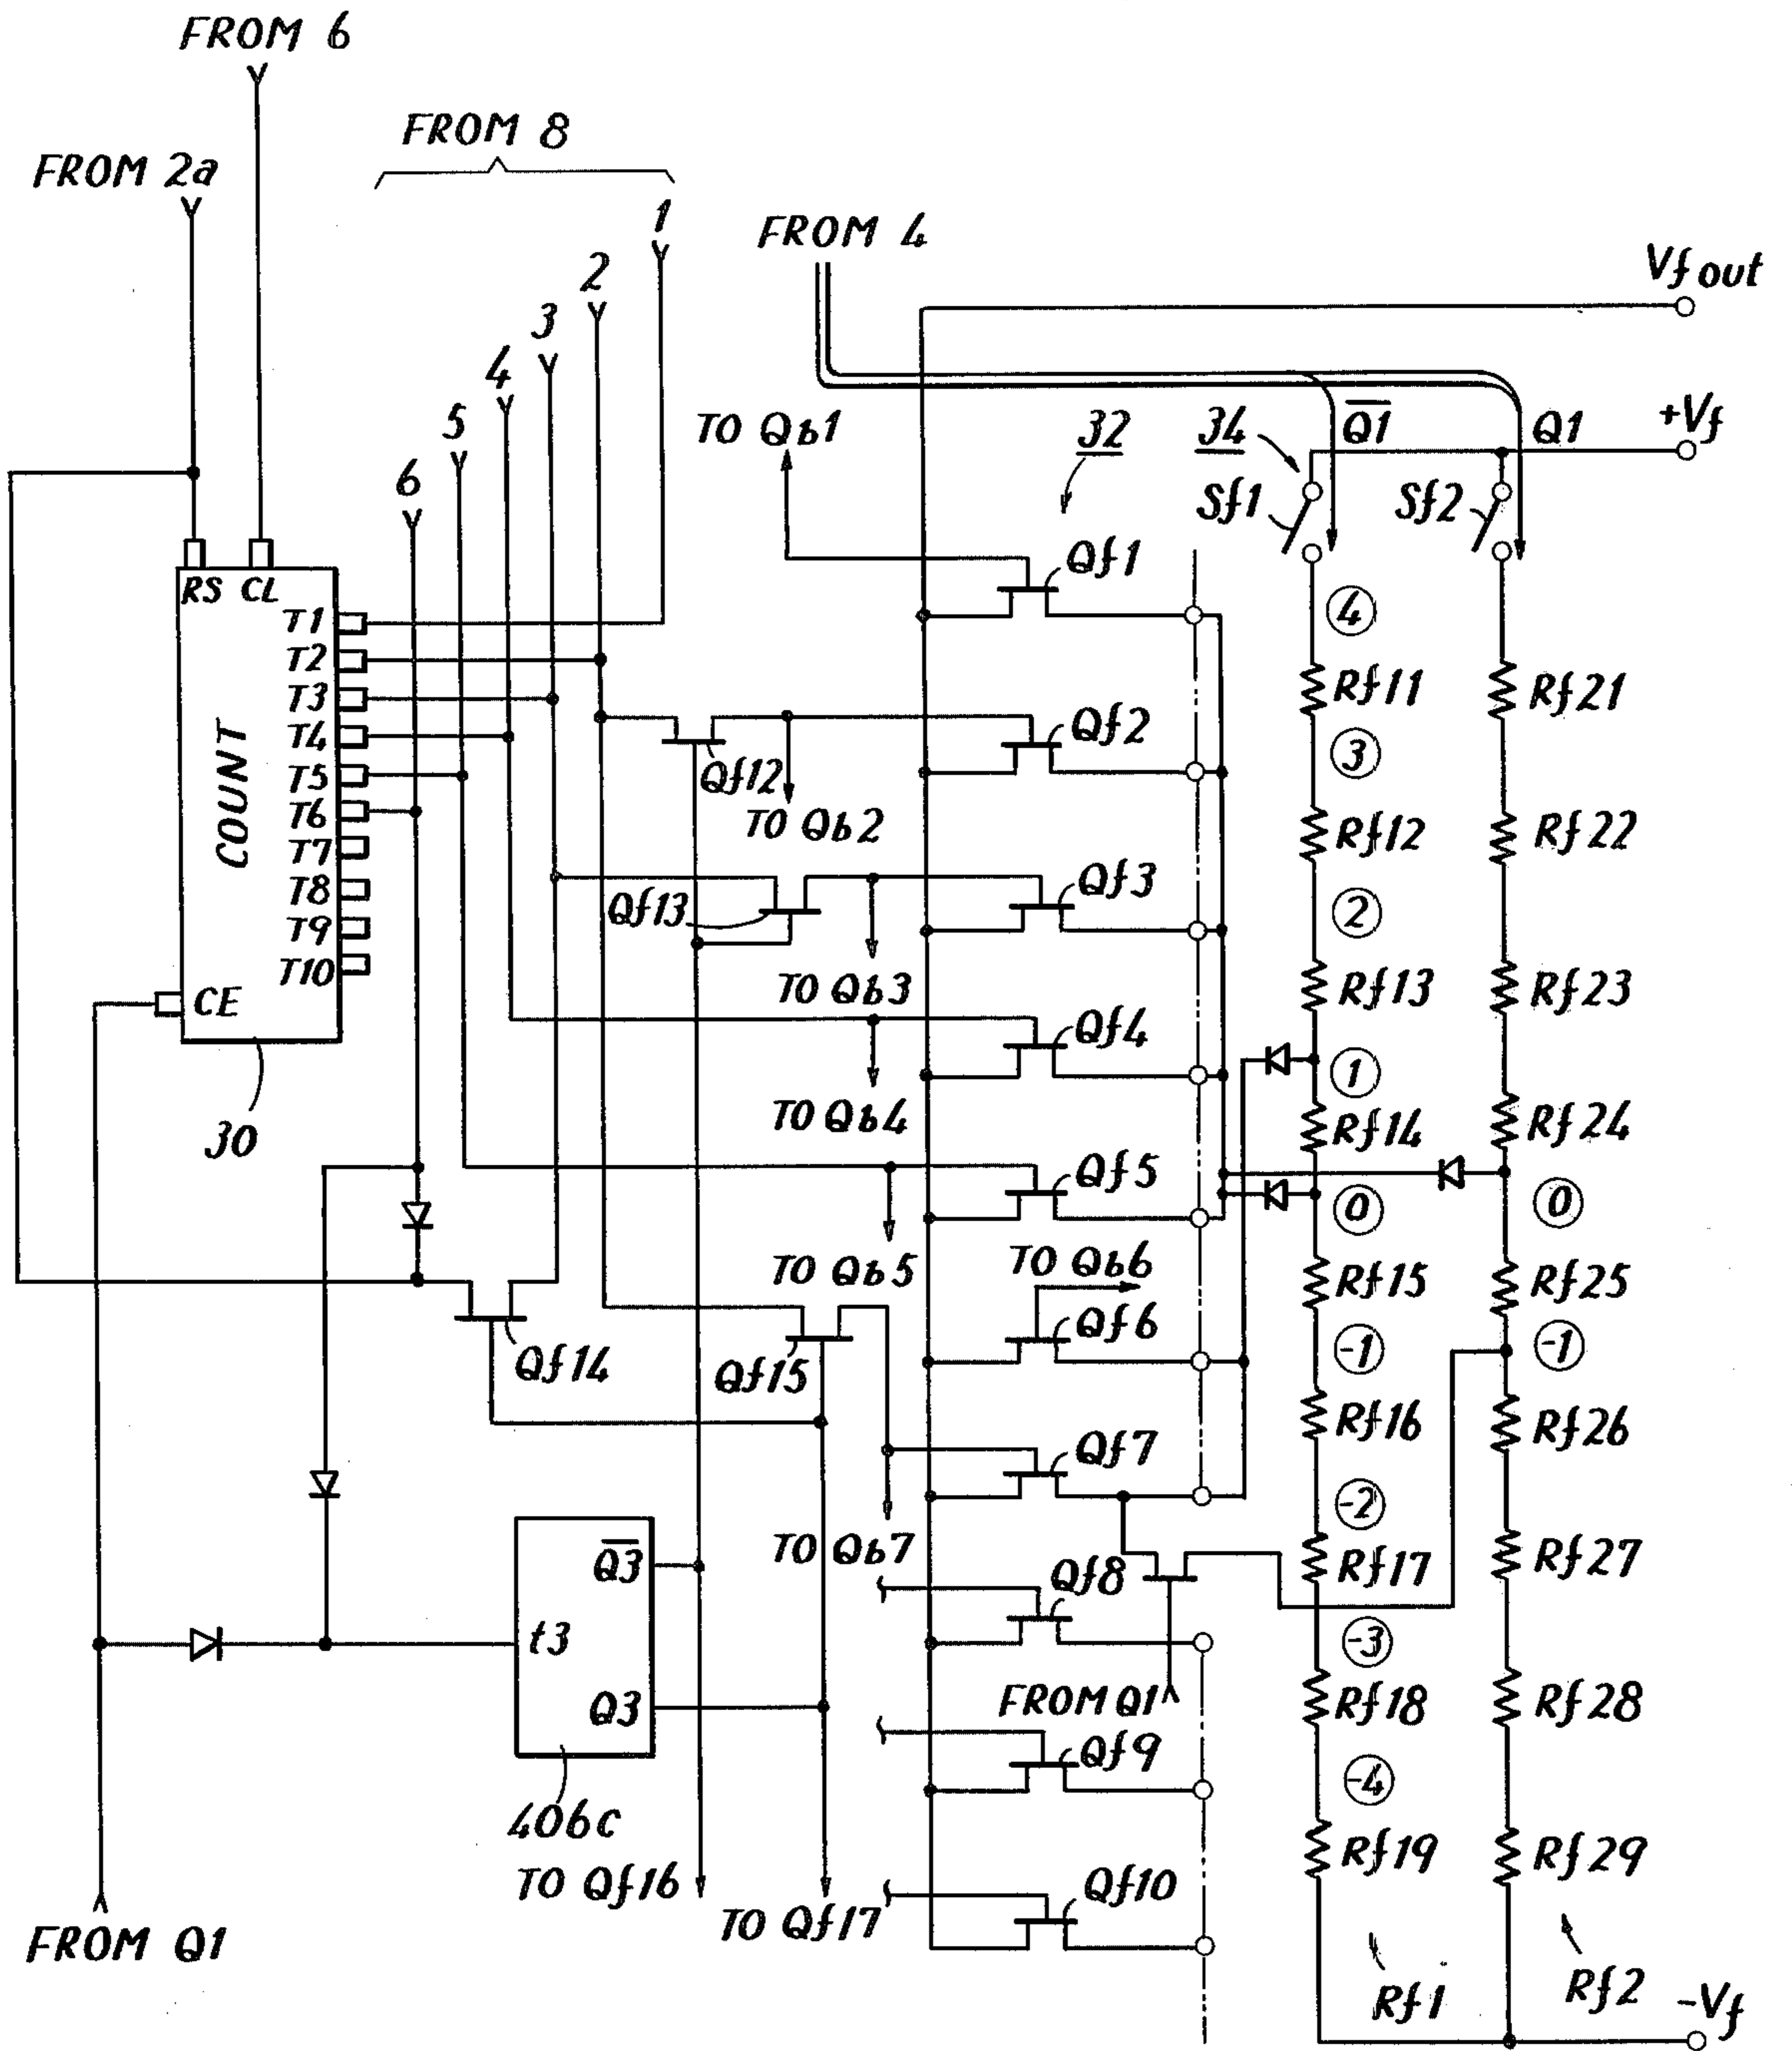 FROM 6
FROM 8
FROM 2a
1
FROM 4
Vf out
2
3
4
5
6
TO Qb1
32
34
Q̅1̅
Q1
+Vf
Sf1
Sf2
RS CL
Qf1
T1
4
T2
Rf11
Rf21
T3
Qf2
T4
3
T5
Qf12
COUNT
T6
TO Qb2
Rf12
Rf22
T7
T8
Qf13
Qf3
2
T9
T10
TO Qb3
Rf13
Rf23
CE
Qf4
1
30
TO Qb4
Rf14
Rf24
Qf5
0
0
TO Qb5
TO Qb6
Rf15
Rf25
Qf14
Qf15
Qf6
-1
-1
Rf16
Rf26
Qf7
-2
TO Qb7
Q̅3̅
Qf8
Rf17
Rf27
t3
-3
Q3
FROM Q1
Rf18
Rf28
Qf9
-4
406c
Rf19
Rf29
TO Qf16
Qf10
TO Qf17
FROM Q1
Rf1
Rf2
-Vf